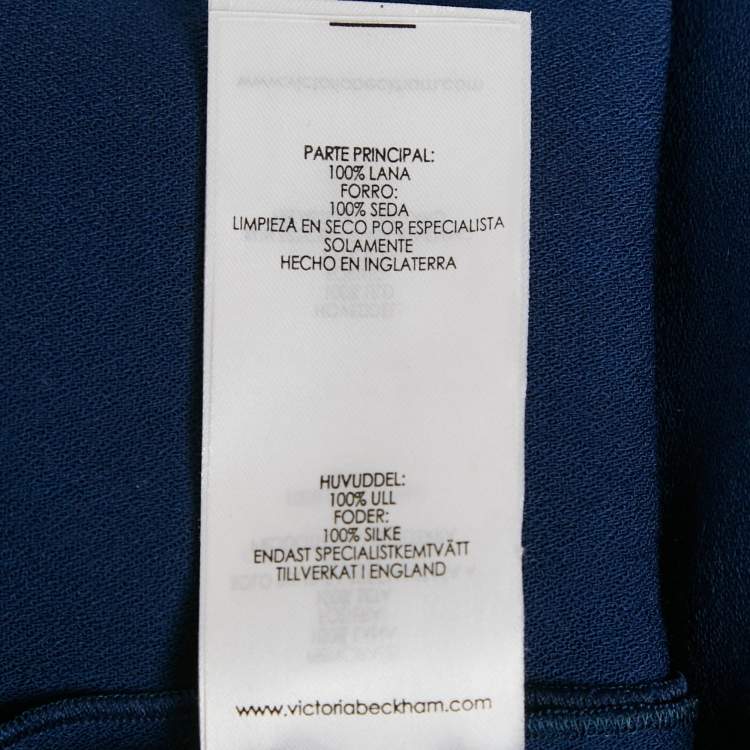 PARTE PRINCIPAL:
100% LANA
FORRO:
100% SEDA
LIMPIEZA EN SECO POR ESPECIALISTA
SOLAMENTE
HECHO EN INGLATERRA
HUVUDDEL:
100% ULL
FODER:
100% SILKE
ENDAST SPECIALISTKEMTVÄTT
TILLVERKAT I ENGLAND
www.victoriabeckham.com